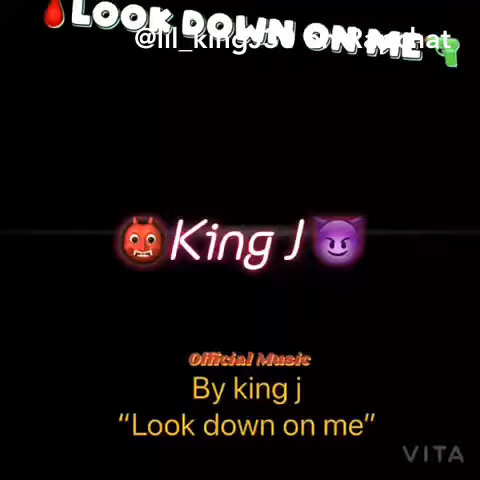 LOOK DOWN ON ME
King J
Official Music
By king j
“Look down on me”
VITA